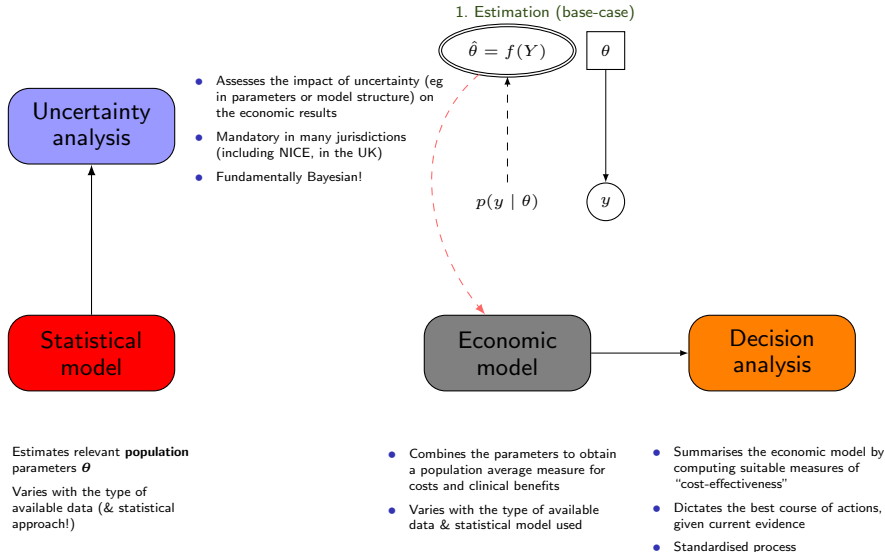 1. Estimation (base-case)
θ̂ = f(Y)
θ
Uncertainty
analysis
• Assesses the impact of uncertainty (eg
in parameters or model structure) on
the economic results
• Mandatory in many jurisdictions
(including NICE, in the UK)
• Fundamentally Bayesian!
p(y | θ)
y
Statistical
model
Economic
model
Decision
analysis
Estimates relevant population
parameters θ
Varies with the type of
available data (& statistical
approach!)
• Combines the parameters to obtain
a population average measure for
costs and clinical benefits
• Varies with the type of available
data & statistical model used
• Summarises the economic model by
computing suitable measures of
“cost-effectiveness”
• Dictates the best course of actions,
given current evidence
• Standardised process